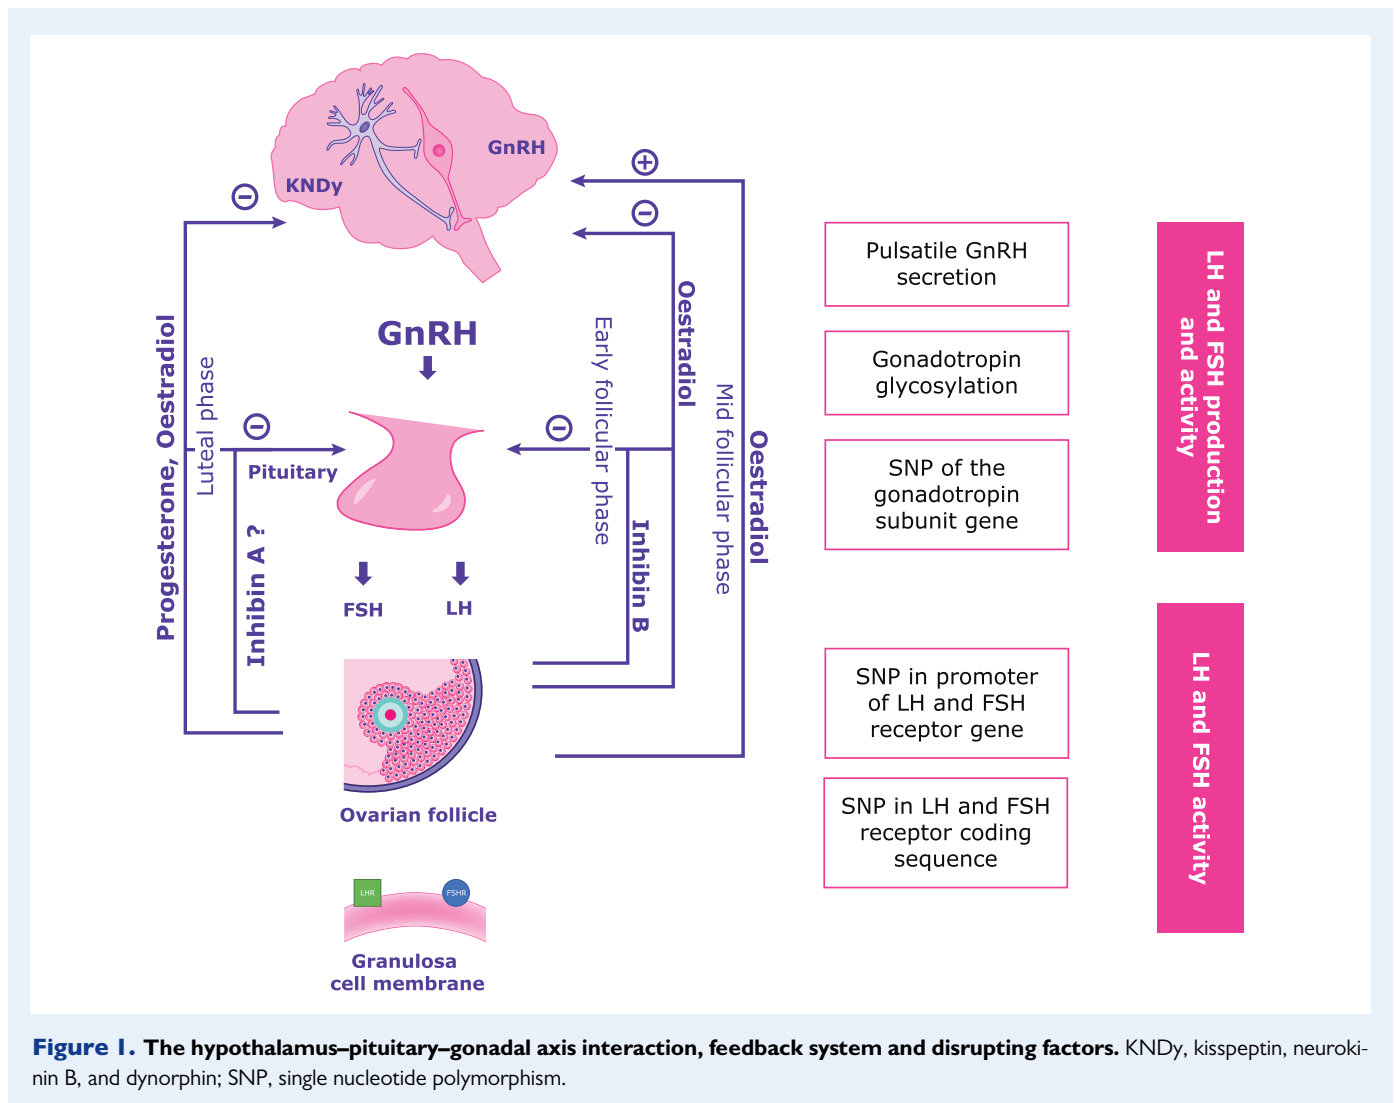 KNDy
GnRH
+
−
−
GnRH
Progesterone, Oestradiol
Luteal phase
−
Pituitary
Inhibin A ?
−
Early follicular phase
Oestradiol
Inhibin B
Mid follicular phase
Oestradiol
FSH
LH
Ovarian follicle
LHR
FSHR
Granulosa
cell membrane
Pulsatile GnRH
secretion
Gonadotropin
glycosylation
SNP of the
gonadotropin
subunit gene
LH and FSH production
and activity
SNP in promoter
of LH and FSH
receptor gene
SNP in LH and FSH
receptor coding
sequence
LH and FSH activity
Figure 1. The hypothalamus–pituitary–gonadal axis interaction, feedback system and disrupting factors. KNDy, kisspeptin, neuroki-
nin B, and dynorphin; SNP, single nucleotide polymorphism.